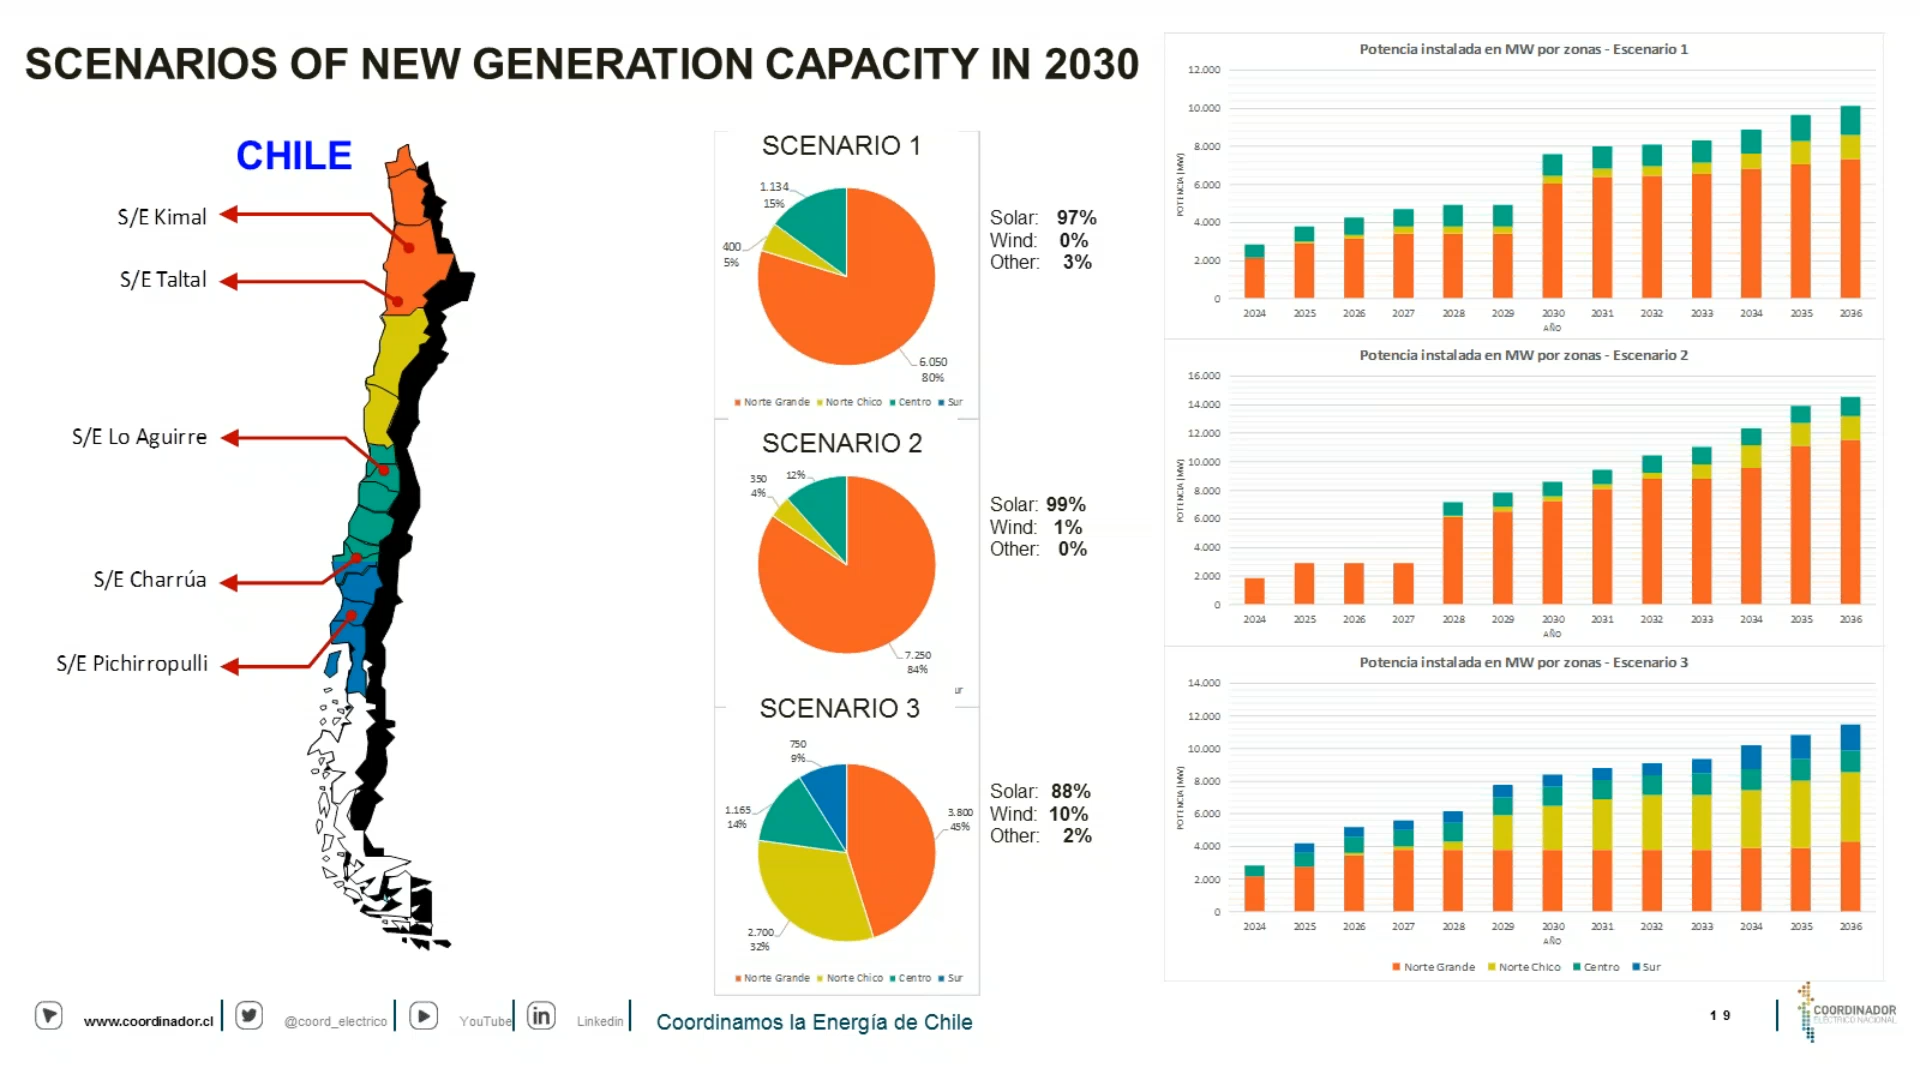 SCENARIOS OF NEW GENERATION CAPACITY IN 2030
CHILE
S/E Kimal
S/E Taltal
S/E Lo Aguirre
S/E Charrúa
S/E Pichirropulli
SCENARIO 1
1.134
15%
400
5%
6.050
80%
Norte Grande Norte Chico Centro Sur
Solar: 97%
Wind: 0%
Other: 3%
SCENARIO 2
350
4%
12%
7.250
84%
ur
Solar: 99%
Wind: 1%
Other: 0%
SCENARIO 3
750
9%
1.165
14%
3.800
45%
2.700
32%
Norte Grande Norte Chico Centro Sur
Solar: 88%
Wind: 10%
Other: 2%
Potencia instalada en MW por zonas - Escenario 1
POTENCIA [MW]
12.000
10.000
8.000
6.000
4.000
2.000
0
2024 2025 2026 2027 2028 2029 2030 2031 2032 2033 2034 2035 2036
AÑO
Potencia instalada en MW por zonas - Escenario 2
POTENCIA [MW]
16.000
14.000
12.000
10.000
8.000
6.000
4.000
2.000
0
2024 2025 2026 2027 2028 2029 2030 2031 2032 2033 2034 2035 2036
AÑO
Potencia instalada en MW por zonas - Escenario 3
POTENCIA [MW]
14.000
12.000
10.000
8.000
6.000
4.000
2.000
0
2024 2025 2026 2027 2028 2029 2030 2031 2032 2033 2034 2035 2036
AÑO
Norte Grande Norte Chico Centro Sur
www.coordinador.cl
@coord_electrico
YouTube
in
Linkedin
Coordinamos la Energía de Chile
19
COORDINADOR
ELÉCTRICO NACIONAL